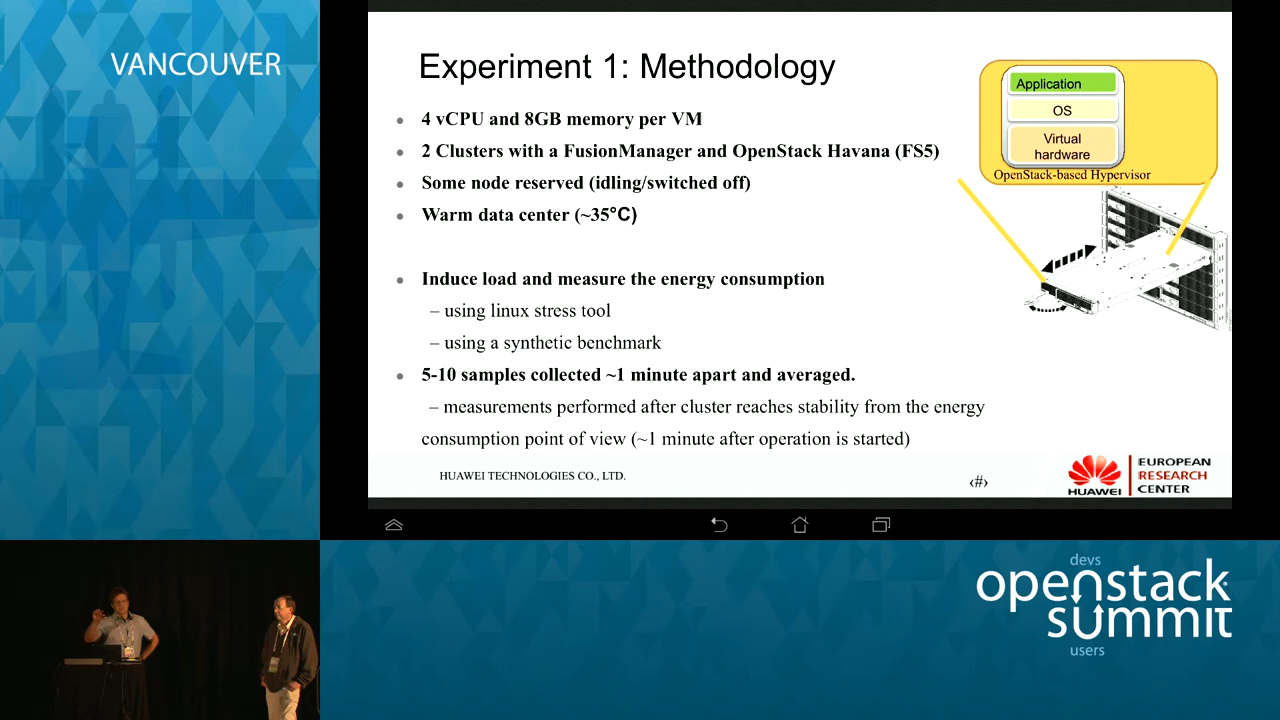 VANCOUVER
Experiment 1: Methodology
4 vCPU and 8GB memory per VM
2 Clusters with a FusionManager and OpenStack Havana (FS5)
Some node reserved (idling/switched off)
Warm data center (~35°C)
Induce load and measure the energy consumption
– using linux stress tool
– using a synthetic benchmark
5-10 samples collected ~1 minute apart and averaged.
– measurements performed after cluster reaches stability from the energy
consumption point of view (~1 minute after operation is started)
Application
OS
Virtual
hardware
OpenStack-based Hypervisor
HUAWEI TECHNOLOGIES CO., LTD.
‹#›
HUAWEI
EUROPEAN
RESEARCH
CENTER
devs
openstack
summit
users